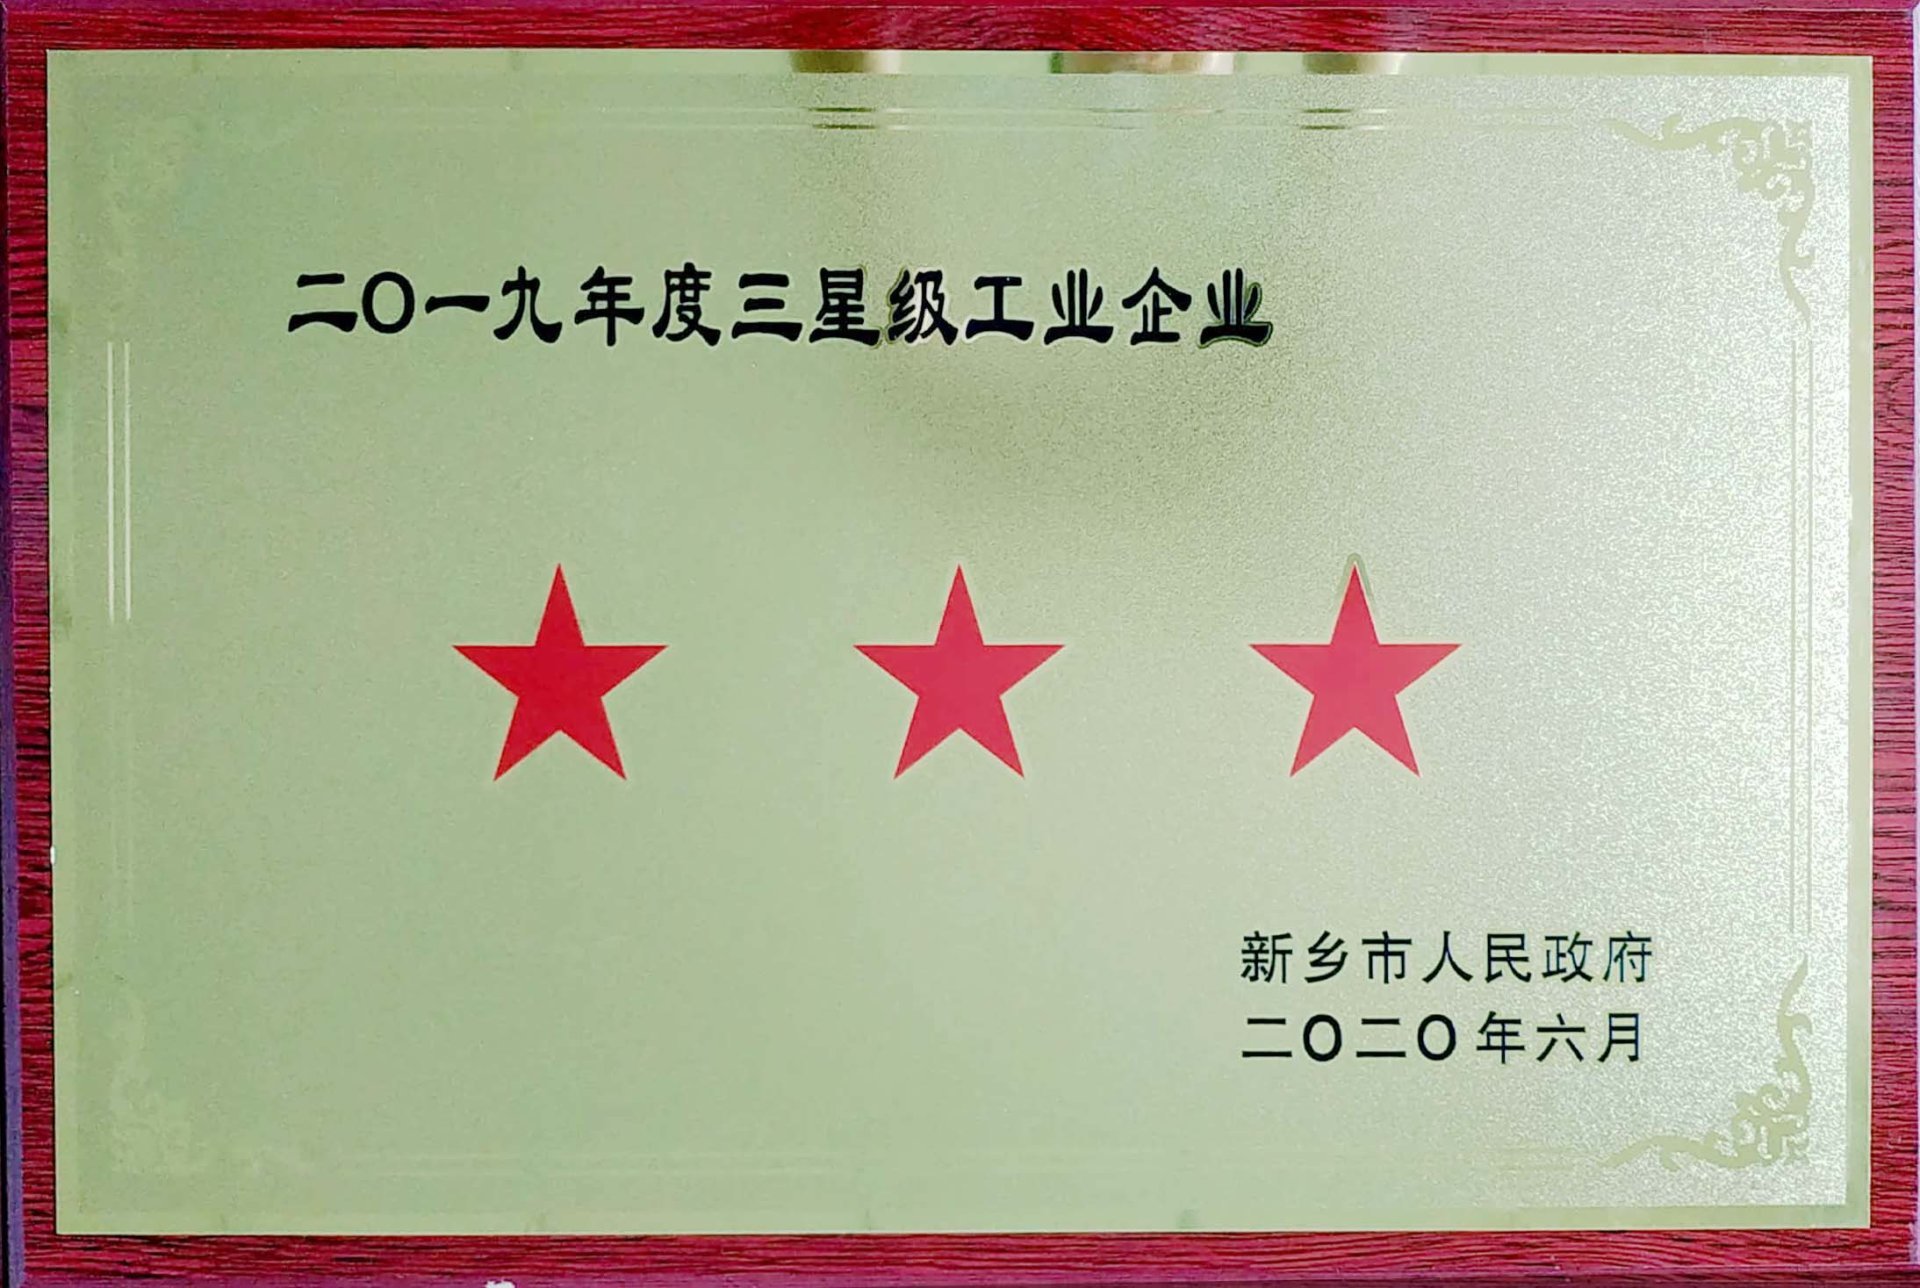 二〇一九年度三星级工业企业
新乡市人民政府
二〇二〇年六月